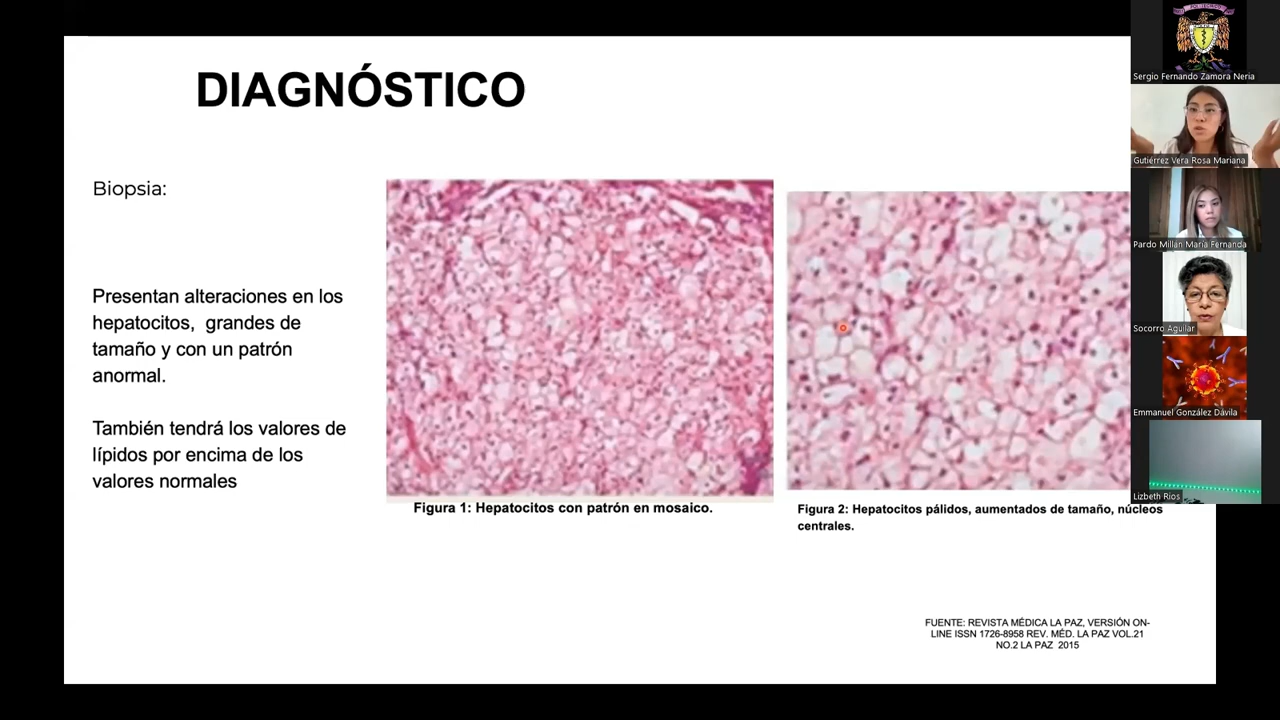 DIAGNÓSTICO
Biopsia:
Presentan alteraciones en los
hepatocitos, grandes de
tamaño y con un patrón
anormal.
También tendrá los valores de
lípidos por encima de los
valores normales
Figura 1: Hepatocitos con patrón en mosaico.
Figura 2: Hepatocitos pálidos, aumentados de tamaño, núcleos
centrales.
FUENTE: REVISTA MÉDICA LA PAZ, VERSIÓN ON-
LINE ISSN 1726-8958 REV. MÉD. LA PAZ VOL.21
NO.2 LA PAZ 2015
Sergio Fernando Zamora Neria
Gutiérrez Vera Rosa Mariana
Pardo Millán María Fernanda
Socorro Aguilar
Emmanuel González Dávila
Lizbeth Rios